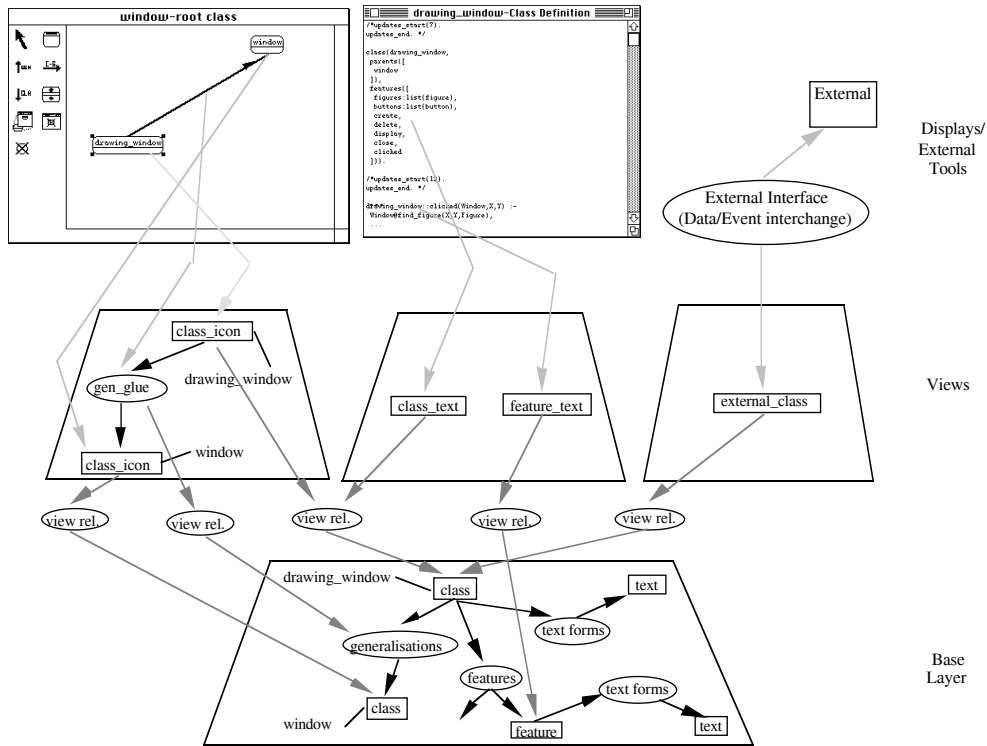 window-root class
window
drawing_window
drawing_window-Class Definition
/*updates_start(7).
updates_end. */
class(drawing_window,
parents([
window
]),
features([
figures:list(figure),
buttons:list(button),
create,
delete,
display,
close,
clicked
])).
/*updates_start(12).
updates_end. */
drawing_window::clicked(Window,X,Y) :-
Window@find_figure(X,Y,Figure),
...
External
Displays/
External
Tools
External Interface
(Data/Event interchange)
class_icon
drawing_window
gen_glue
class_icon
window
class_text
feature_text
external_class
Views
view rel.
view rel.
view rel.
view rel.
view rel.
drawing_window
class
text
text forms
generalisations
features
text forms
class
window
feature
text
Base
Layer